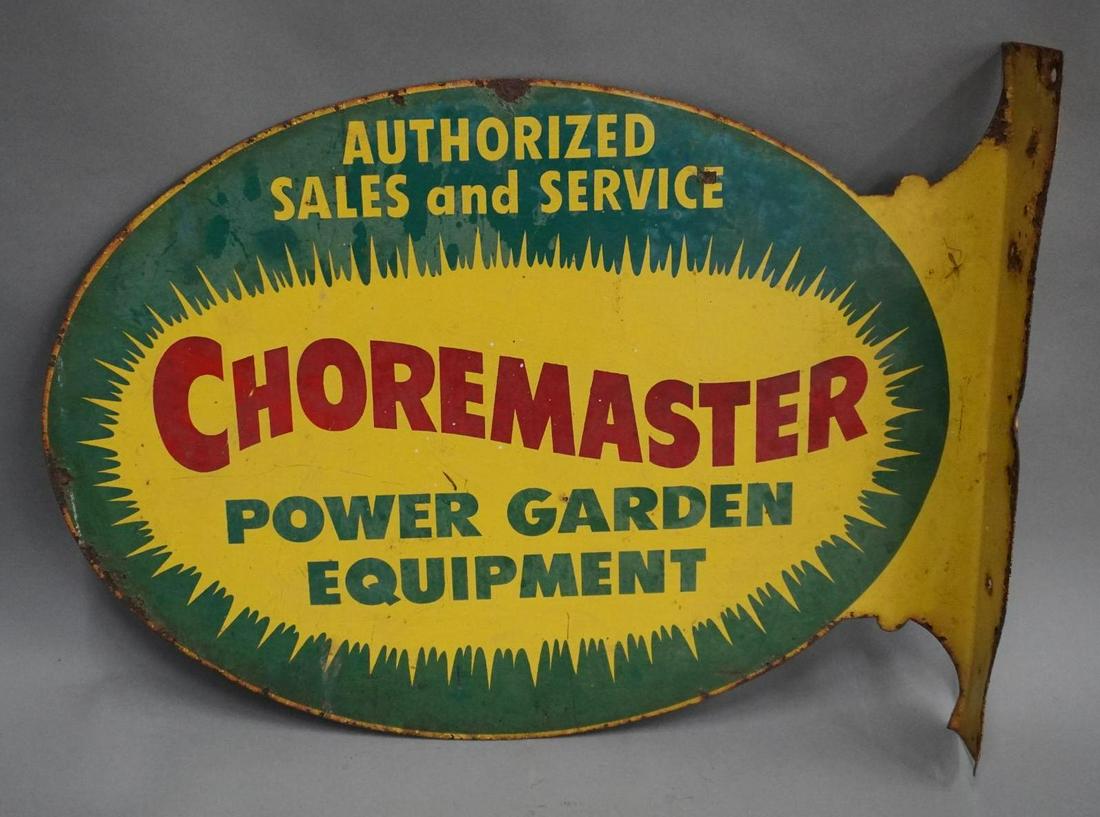 AUTHORIZED
SALES and SERVICE
CHOREMASTER
POWER GARDEN
EQUIPMENT